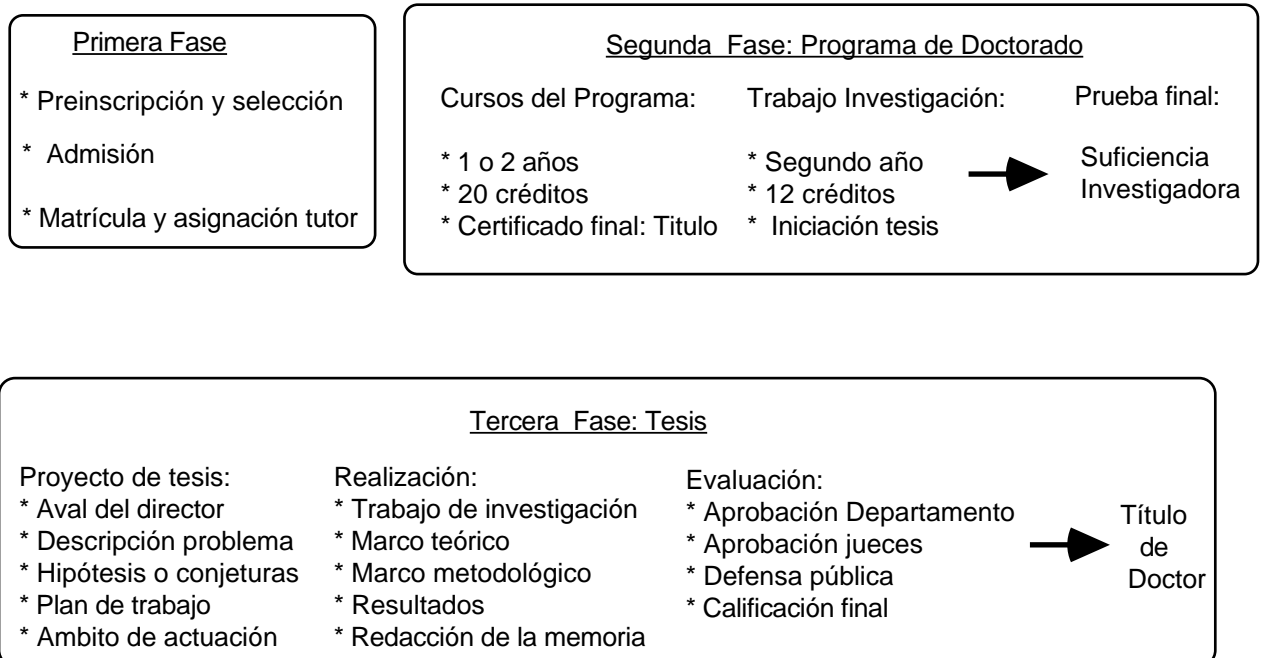 Primera Fase
* Preinscripción y selección
* Admisión
* Matrícula y asignación tutor
Segunda Fase: Programa de Doctorado
Cursos del Programa:
* 1 o 2 años
* 20 créditos
* Certificado final: Titulo
Trabajo Investigación:
* Segundo año
* 12 créditos
* Iniciación tesis
Prueba final:
Suficiencia
Investigadora
Tercera Fase: Tesis
Proyecto de tesis:
* Aval del director
* Descripción problema
* Hipótesis o conjeturas
* Plan de trabajo
* Ambito de actuación
Realización:
* Trabajo de investigación
* Marco teórico
* Marco metodológico
* Resultados
* Redacción de la memoria
Evaluación:
* Aprobación Departamento
* Aprobación jueces
* Defensa pública
* Calificación final
Título
de
Doctor